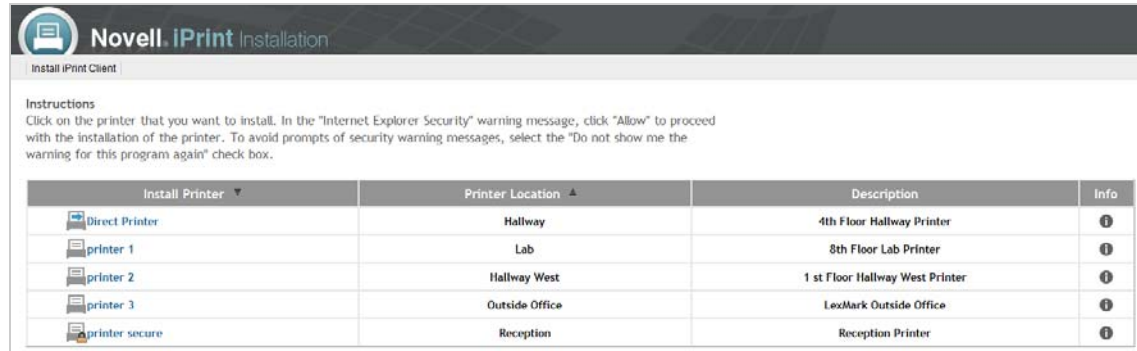 Novell. iPrint Installation
Install iPrint Client
Instructions
Click on the printer that you want to install. In the "Internet Explorer Security" warning message, click "Allow" to proceed
with the installation of the printer. To avoid prompts of security warning messages, select the "Do not show me the
warning for this program again" check box.
Install Printer Printer Location Description Info
Direct Printer Hallway 4th Floor Hallway Printer
printer 1 Lab 8th Floor Lab Printer
printer 2 Hallway West 1 st Floor Hallway West Printer
printer 3 Outside Office LexMark Outside Office
printer secure Reception Reception Printer